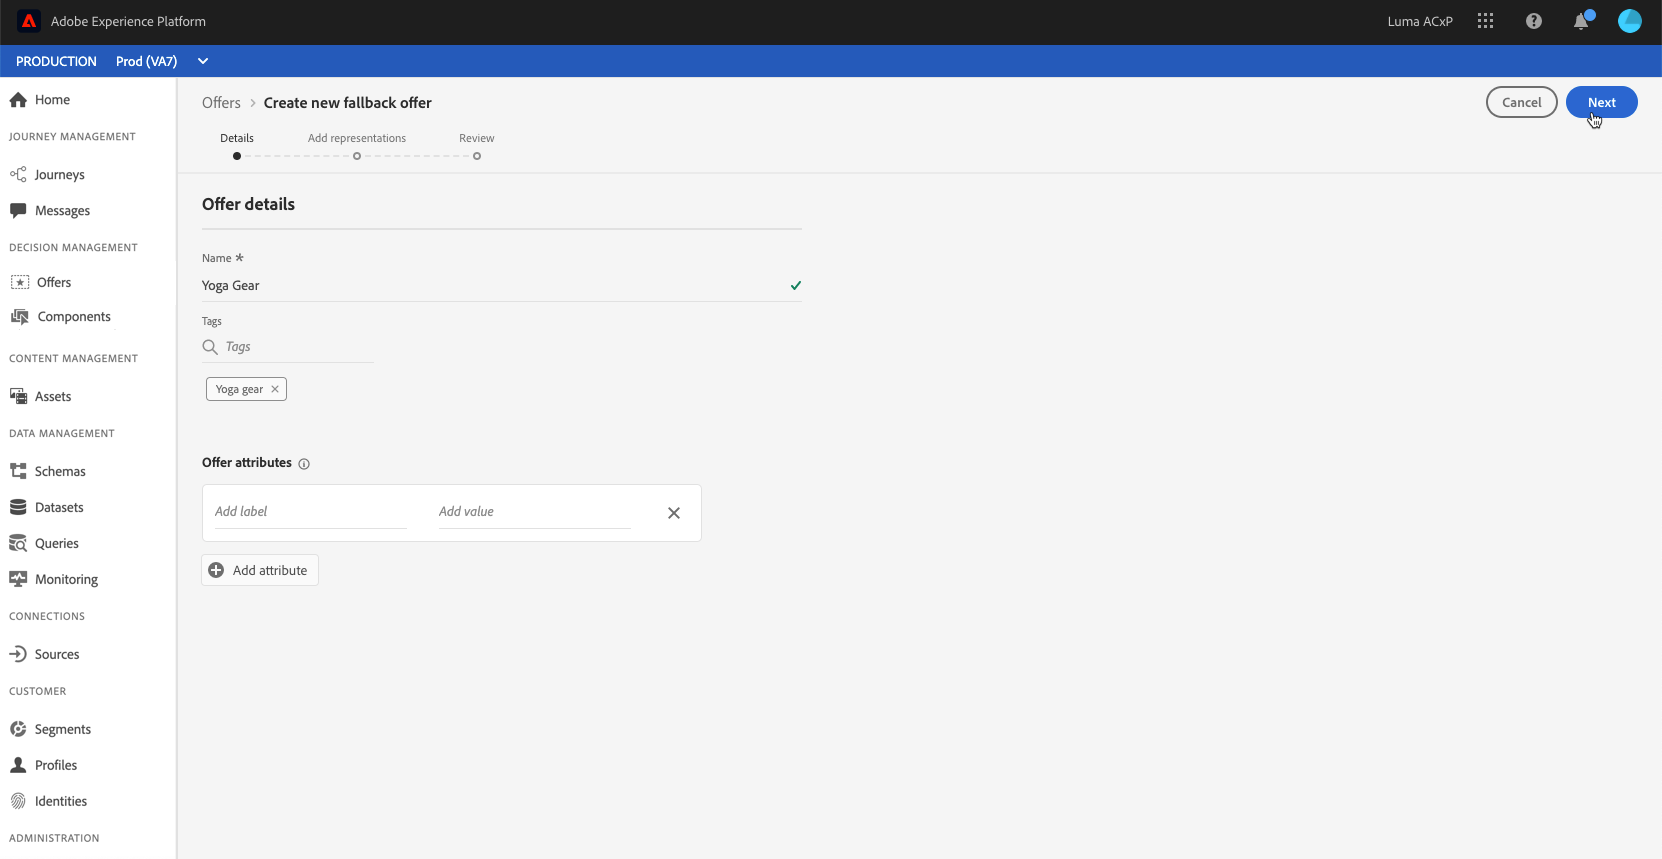 Adobe Experience Platform
Luma ACxP
PRODUCTION Prod (VA7)
Home
JOURNEY MANAGEMENT
Journeys
Messages
DECISION MANAGEMENT
Offers
Components
CONTENT MANAGEMENT
Assets
DATA MANAGEMENT
Schemas
Datasets
Queries
Monitoring
CONNECTIONS
Sources
CUSTOMER
Segments
Profiles
Identities
ADMINISTRATION
Offers > Create new fallback offer
Cancel
Next
Details
Add representations
Review
Offer details
Name *
Yoga Gear
Tags
Tags
Yoga gear ×
Offer attributes
Add label
Add value
Add attribute